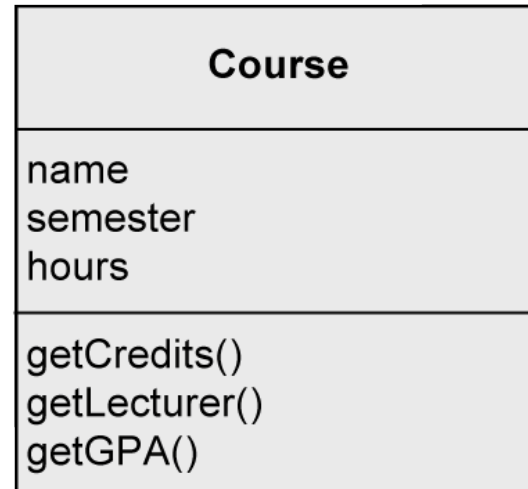 Course
name
semester
hours
getCredits()
getLecturer()
getGPA()